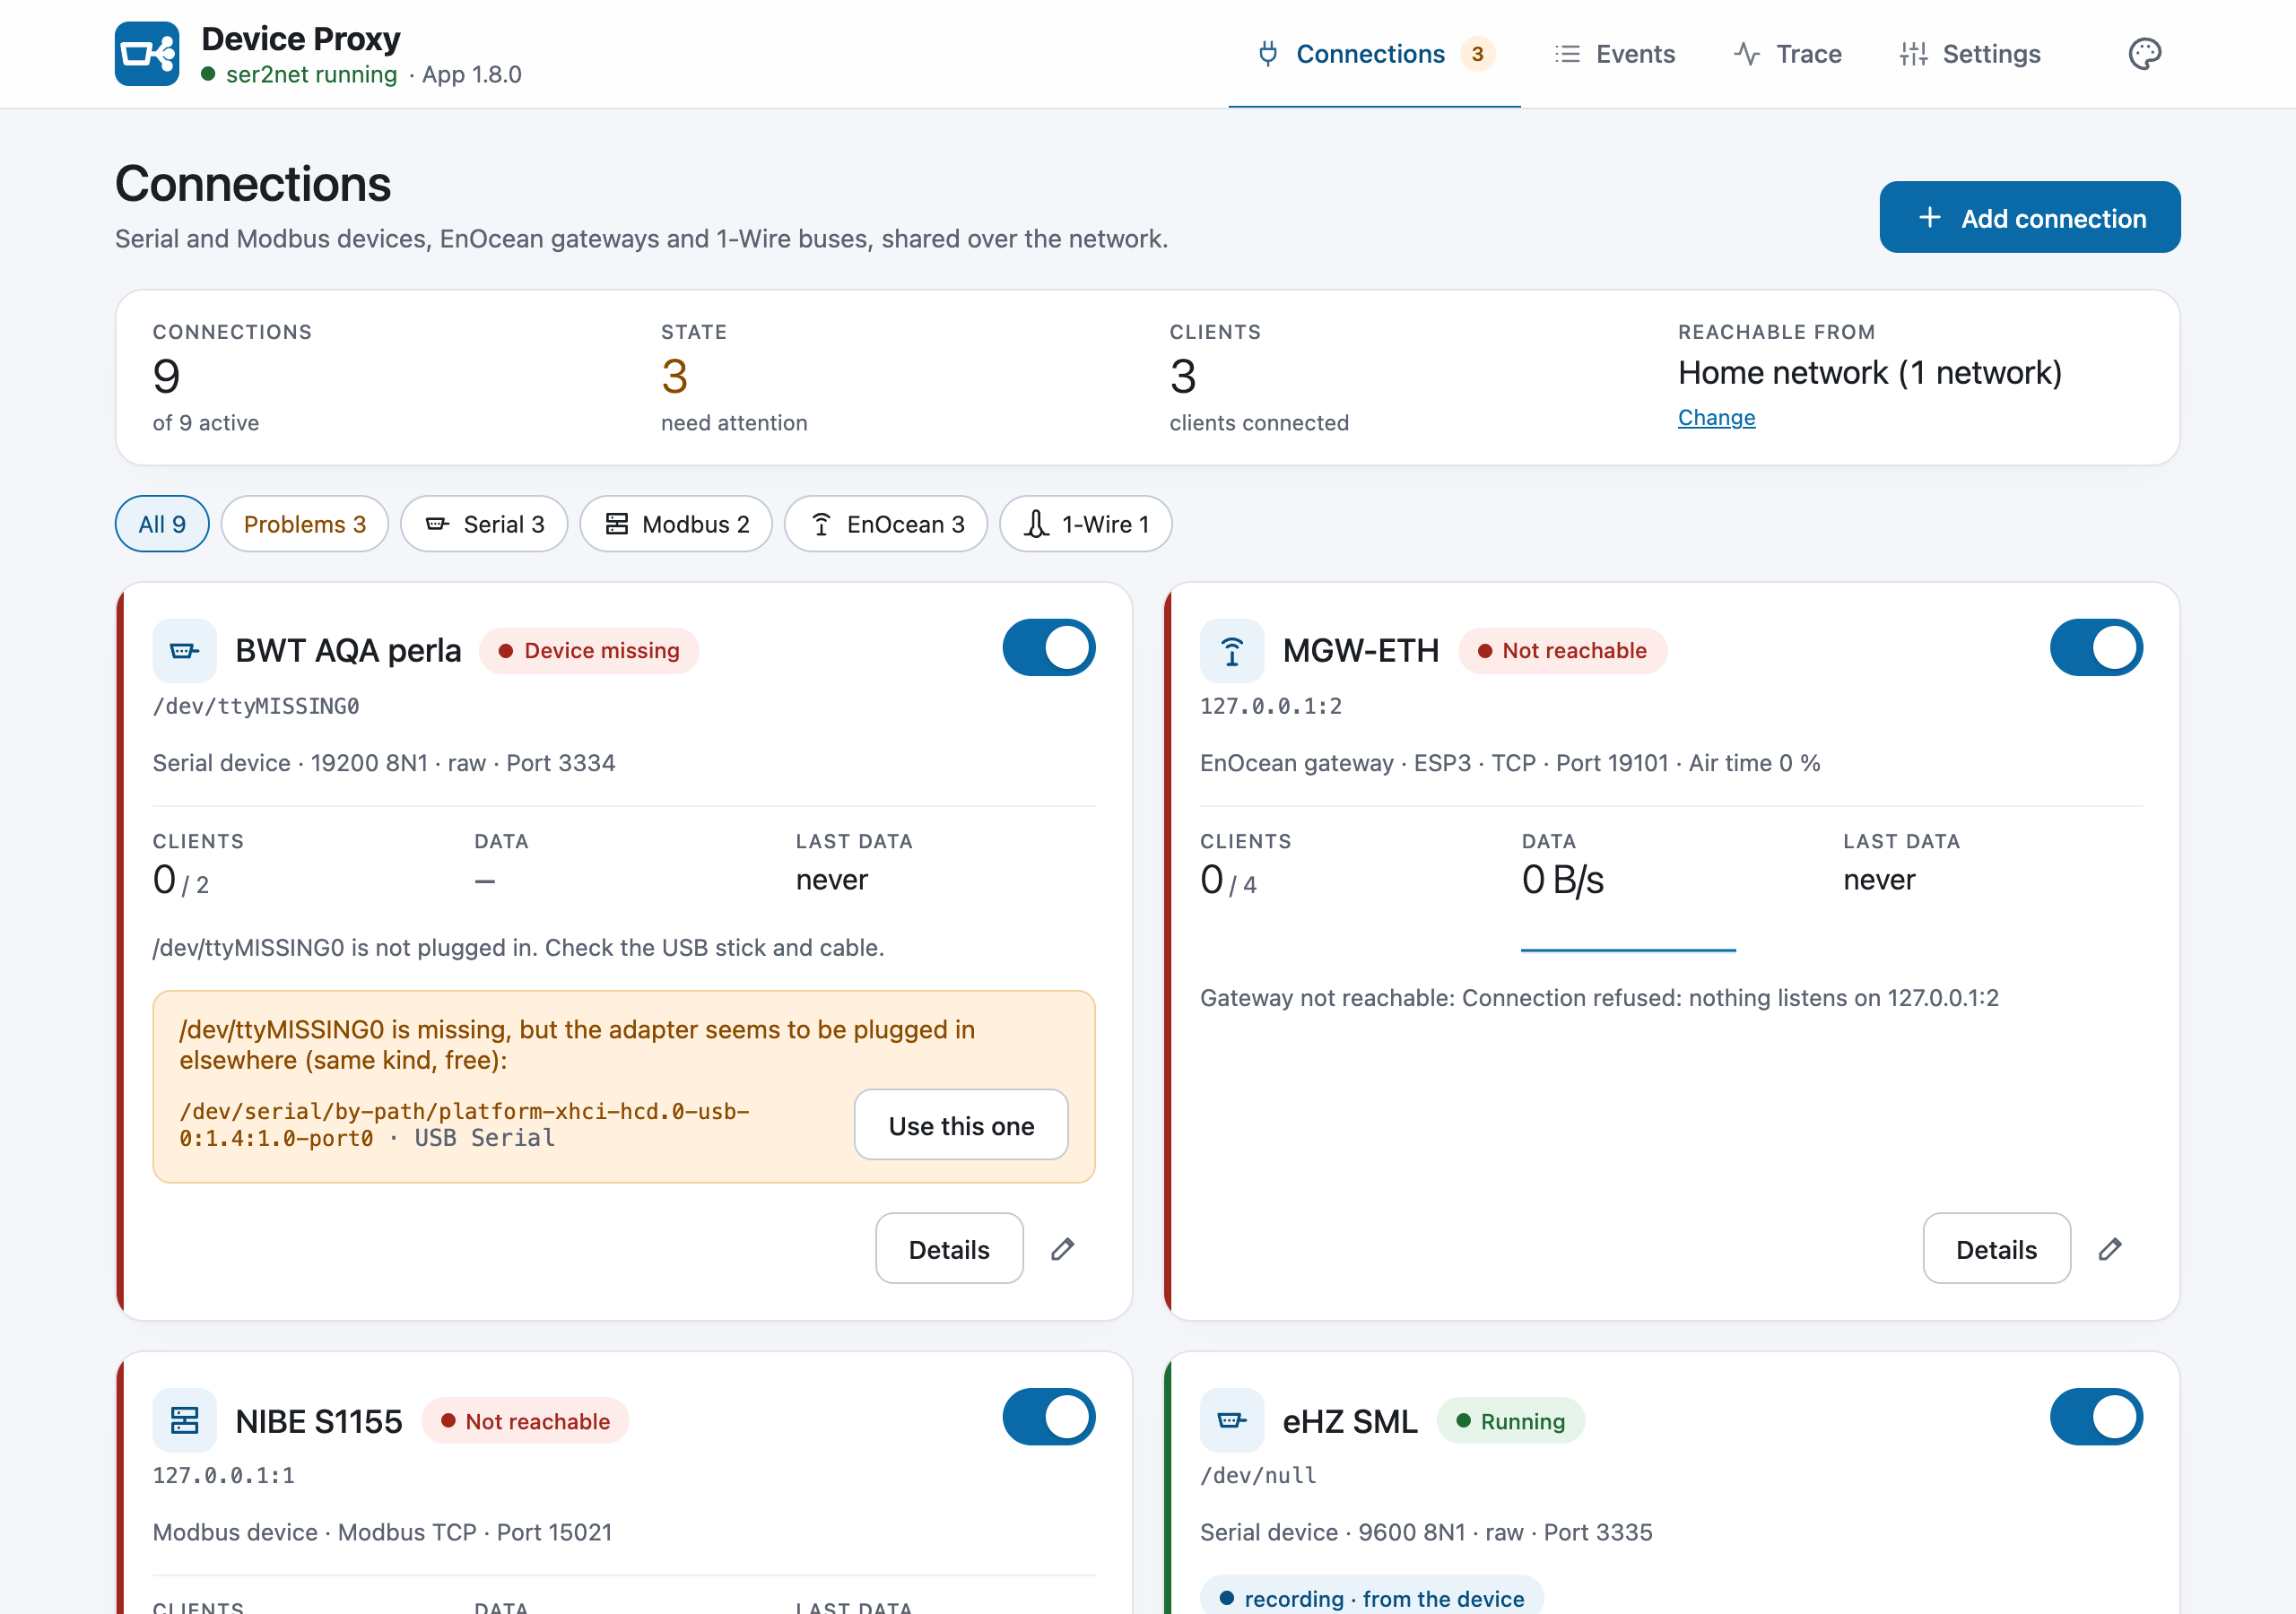 Device Proxy
ser2net running · App 1.8.0
Connections 3
Events
Trace
Settings
Connections
Serial and Modbus devices, EnOcean gateways and 1-Wire buses, shared over the network.
Add connection
CONNECTIONS
9
of 9 active
STATE
3
need attention
CLIENTS
3
clients connected
REACHABLE FROM
Home network (1 network)
Change
All 9
Problems 3
Serial 3
Modbus 2
EnOcean 3
1-Wire 1
BWT AQA perla
Device missing
/dev/ttyMISSING0
Serial device · 19200 8N1 · raw · Port 3334
CLIENTS
0 / 2
DATA
–
LAST DATA
never
/dev/ttyMISSING0 is not plugged in. Check the USB stick and cable.
/dev/ttyMISSING0 is missing, but the adapter seems to be plugged in
elsewhere (same kind, free):
/dev/serial/by-path/platform-xhci-hcd.0-usb-
0:1.4:1.0-port0 · USB Serial
Use this one
Details
MGW-ETH
Not reachable
127.0.0.1:2
EnOcean gateway · ESP3 · TCP · Port 19101 · Air time 0 %
CLIENTS
0 / 4
DATA
0 B/s
LAST DATA
never
Gateway not reachable: Connection refused: nothing listens on 127.0.0.1:2
Details
NIBE S1155
Not reachable
127.0.0.1:1
Modbus device · Modbus TCP · Port 15021
CLIENTS
DATA
LAST DATA
eHZ SML
Running
/dev/null
Serial device · 9600 8N1 · raw · Port 3335
recording · from the device